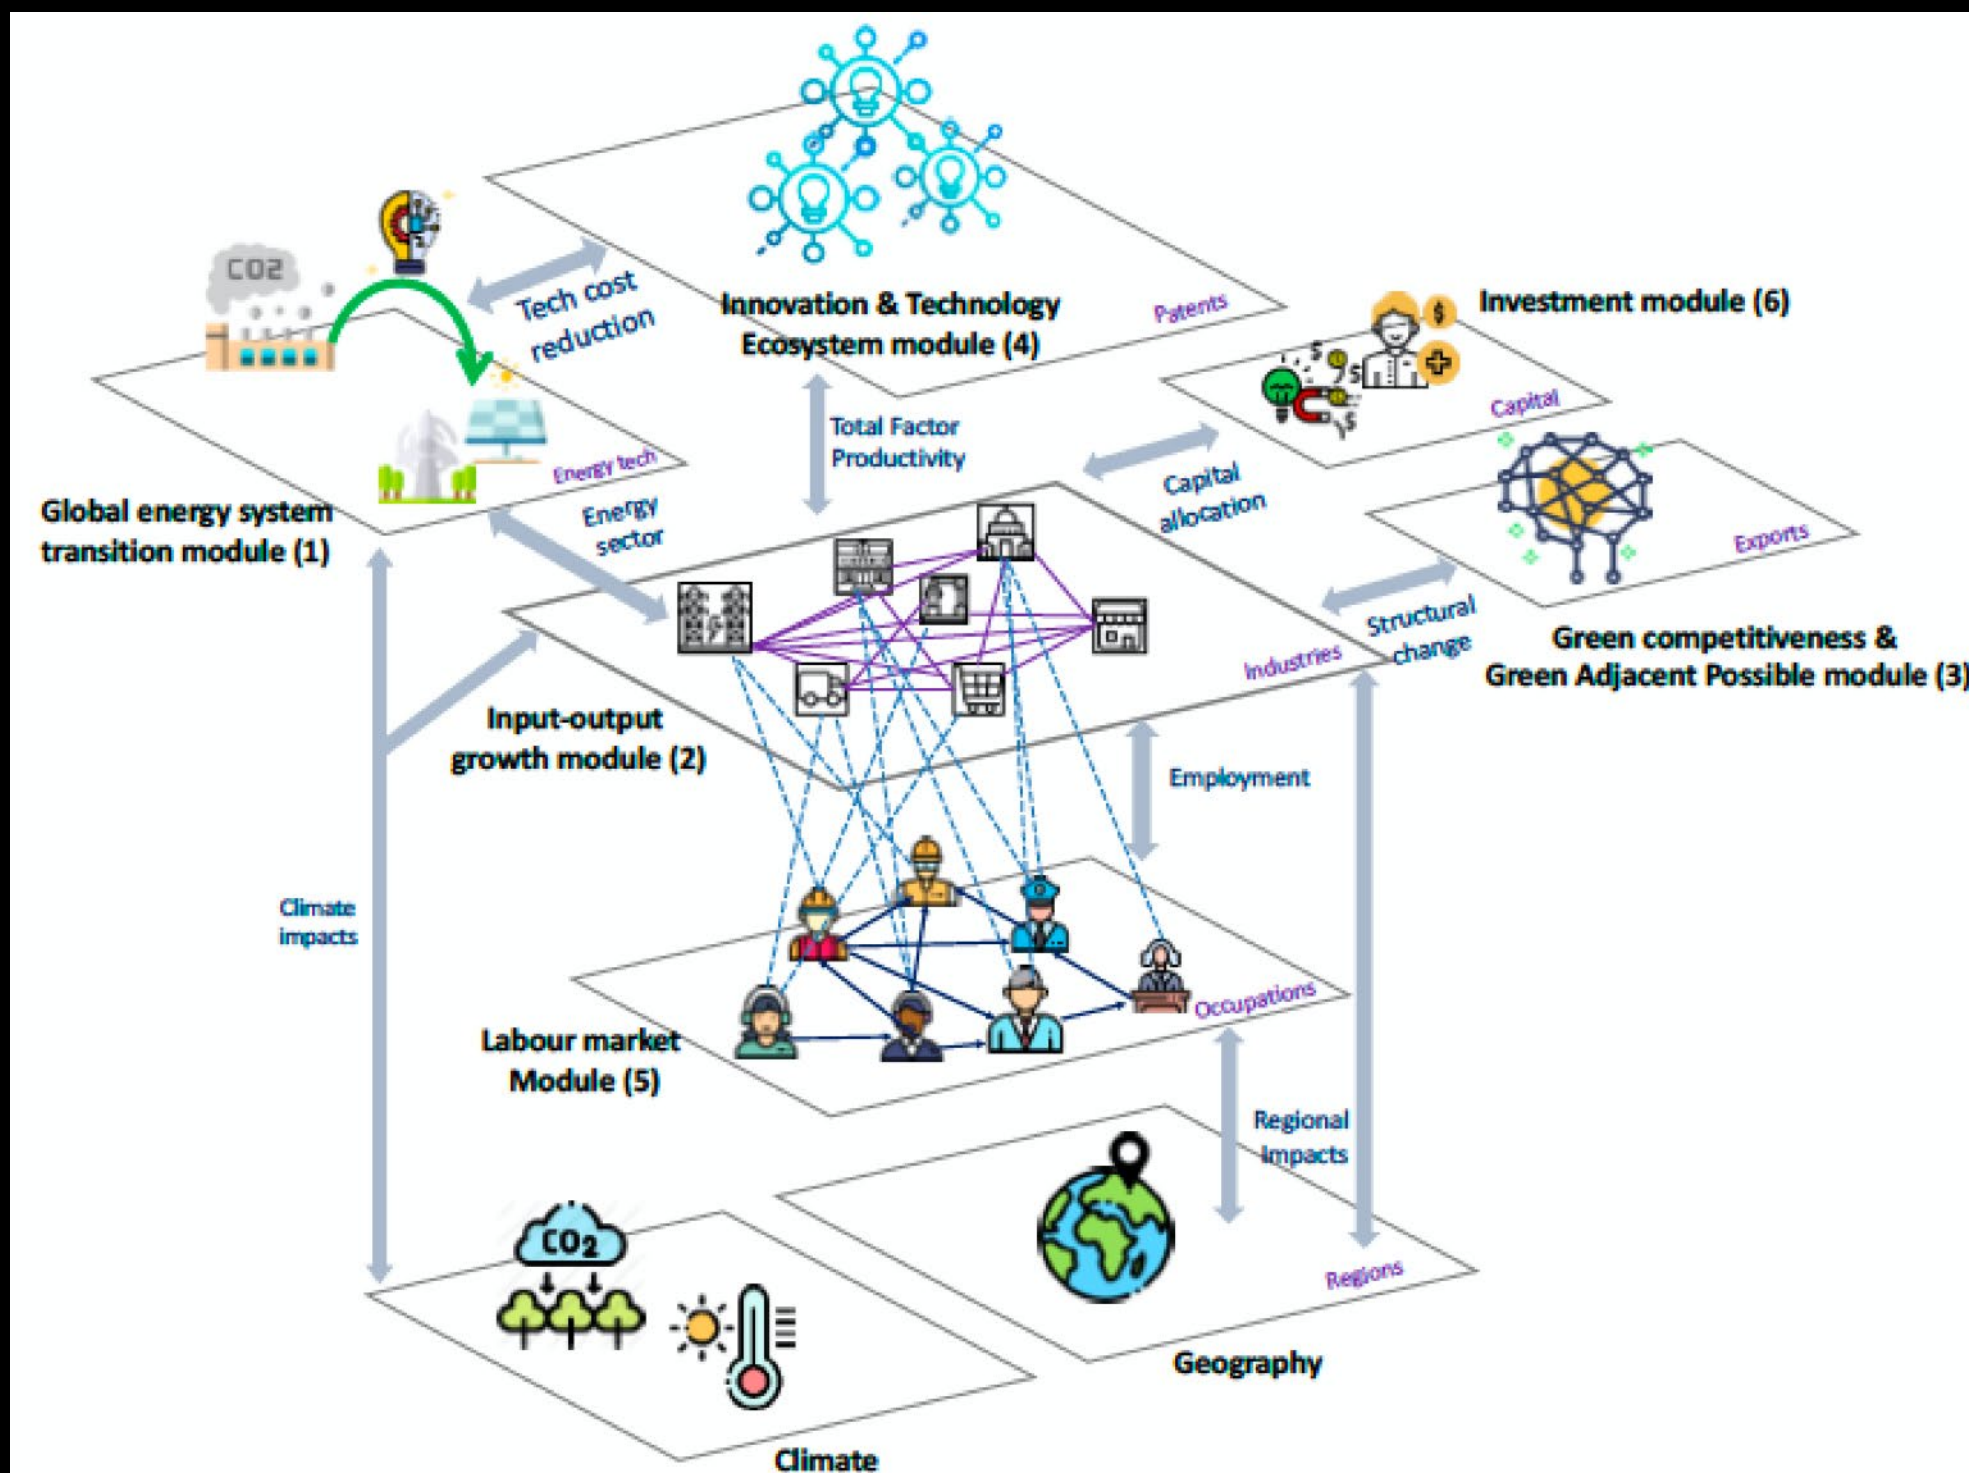 CO2
Tech cost
reduction
Innovation & Technology
Ecosystem module (4)
Patents
Investment module (6)
$
$
$
$
Capital
Energy tech
Global energy system
transition module (1)
Energy
sector
Total Factor
Productivity
Capital
allocation
Exports
Structural
change
Green competitiveness &
Green Adjacent Possible module (3)
Industries
Input-output
growth module (2)
Employment
Climate
impacts
Occupations
Labour market
Module (5)
Regional
Impacts
CO2
Regions
Geography
Climate